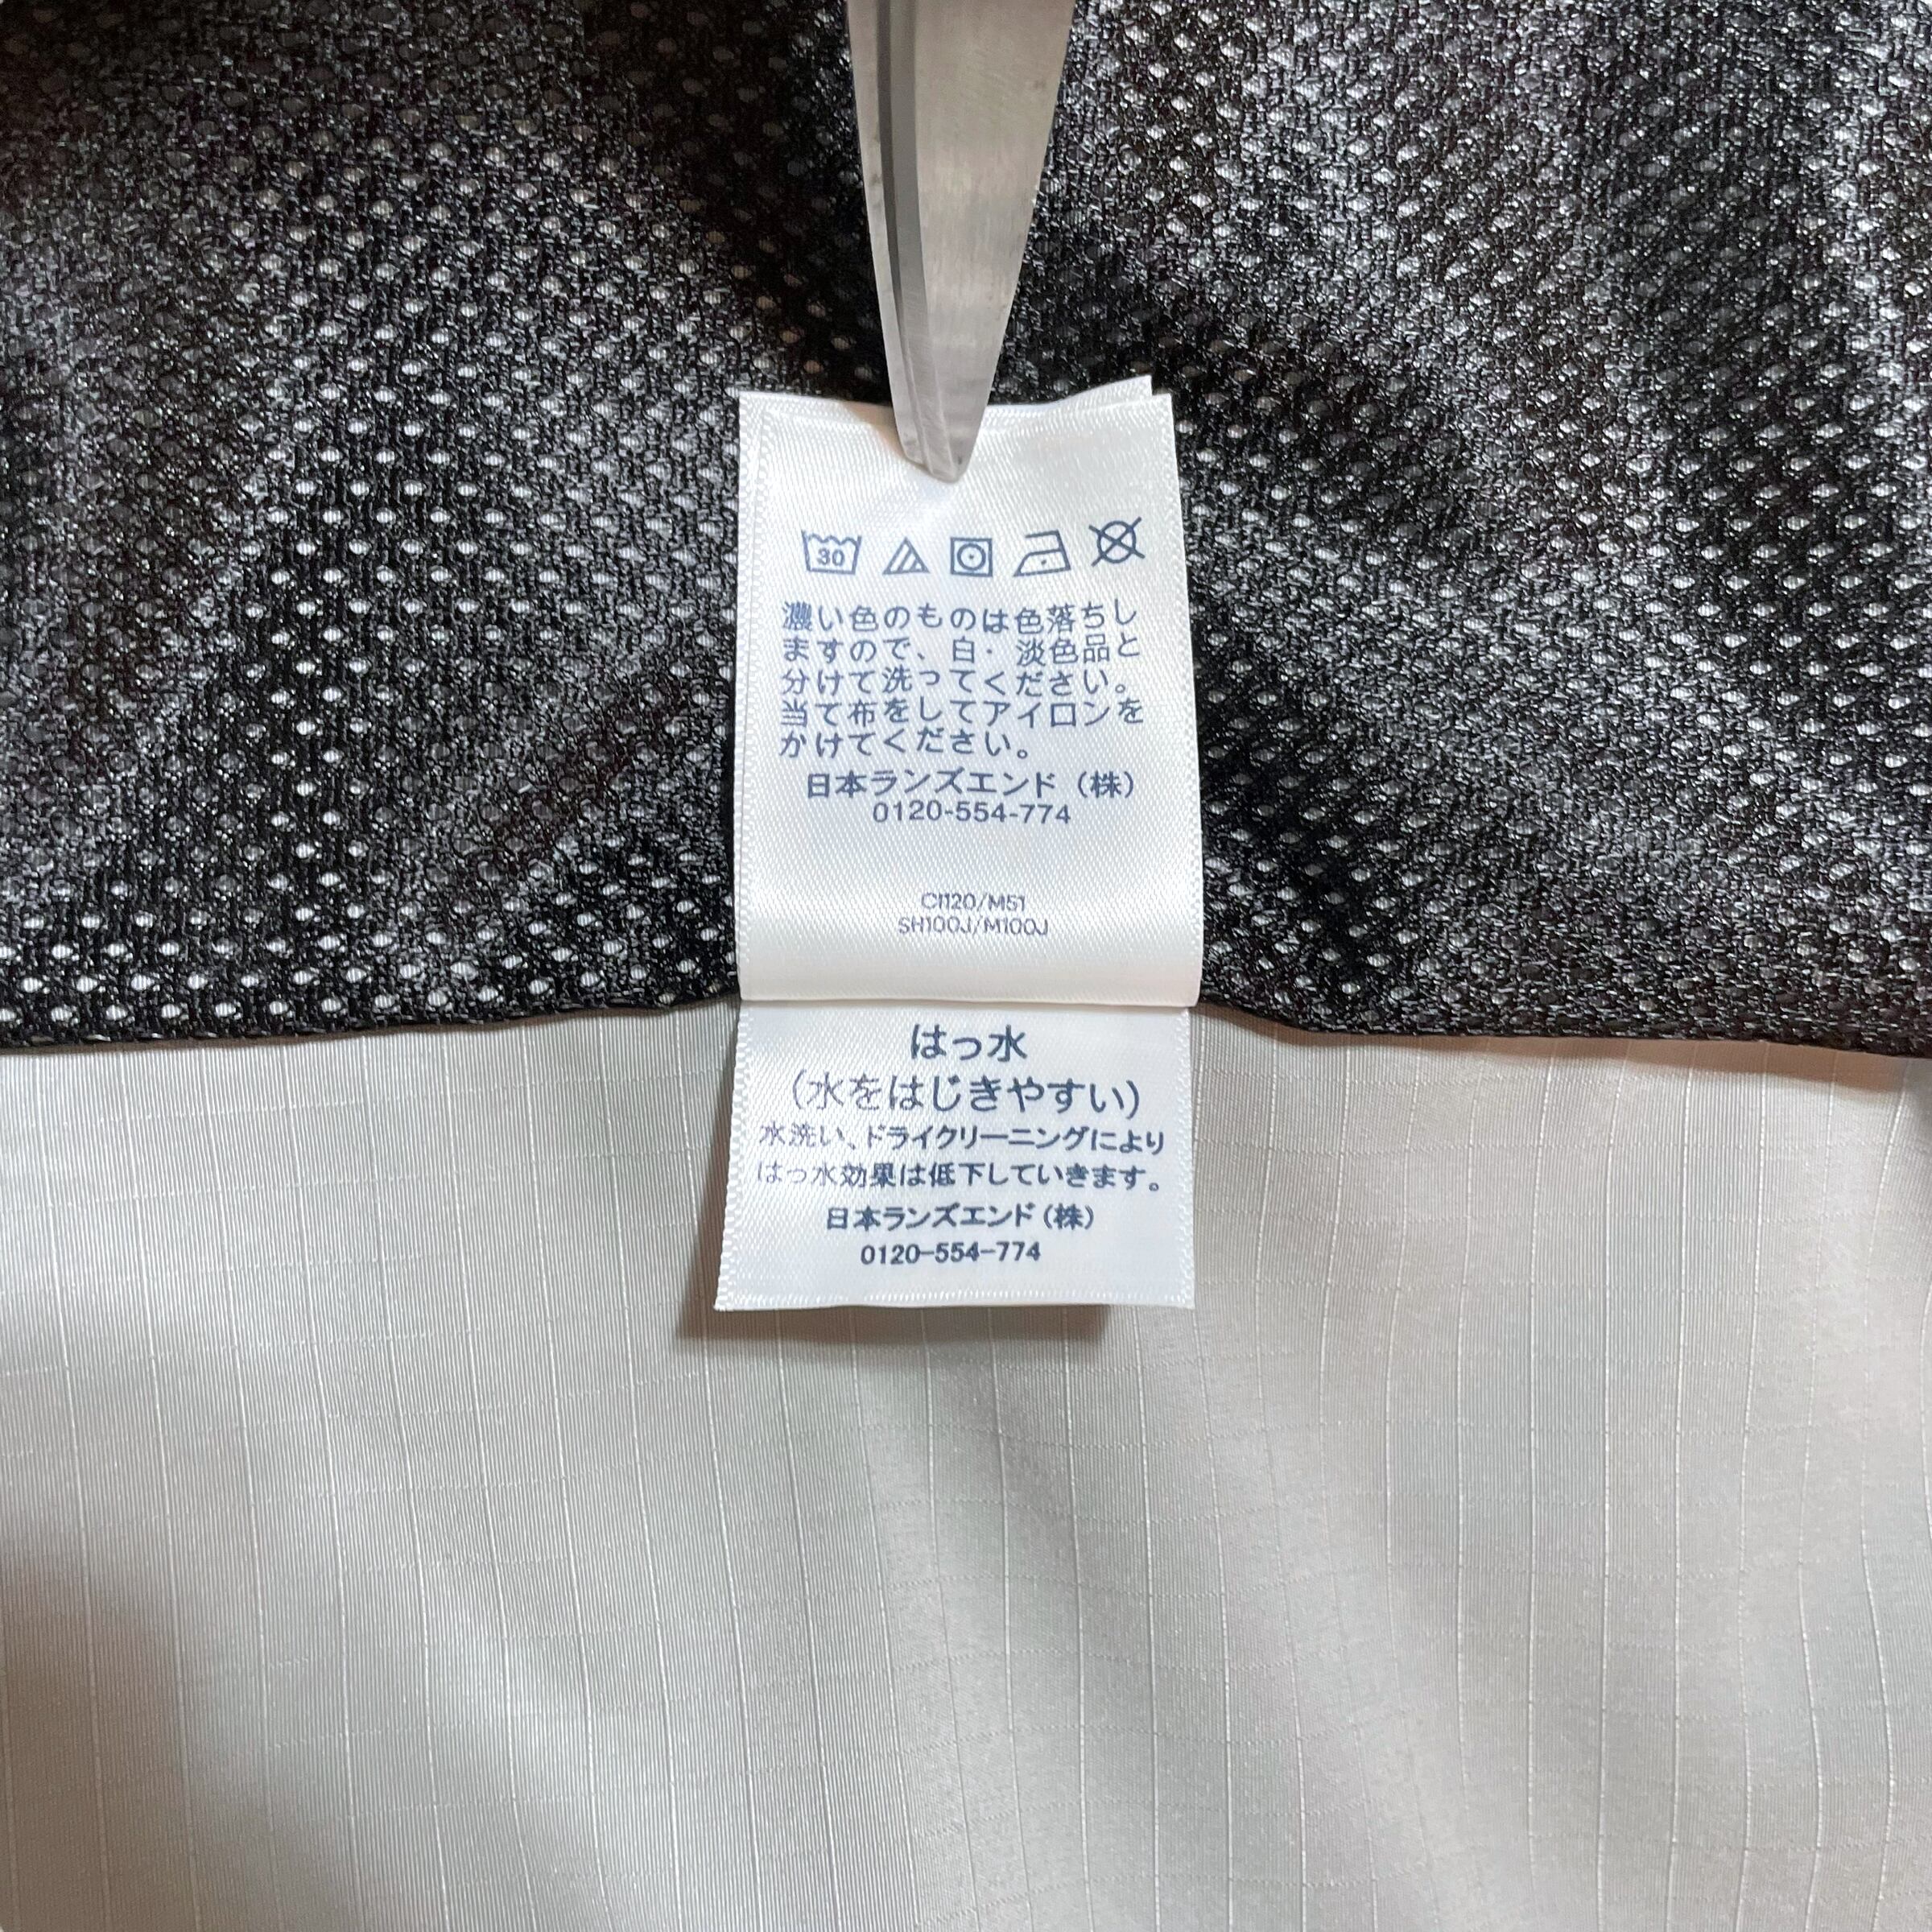 30
濃い色のものは色落ちし
ますので、白・淡色品と
分けて洗ってください。
当て布をしてアイロンを
かけてください。
日本ランズエンド（株）
0120-554-774
CI120/M51
SH100J/M100J
はっ水
(水をはじきやすい)
水洗い、ドライクリーニングにより
はっ水効果は低下していきます。
日本ランズエンド(株)
0120-554-774